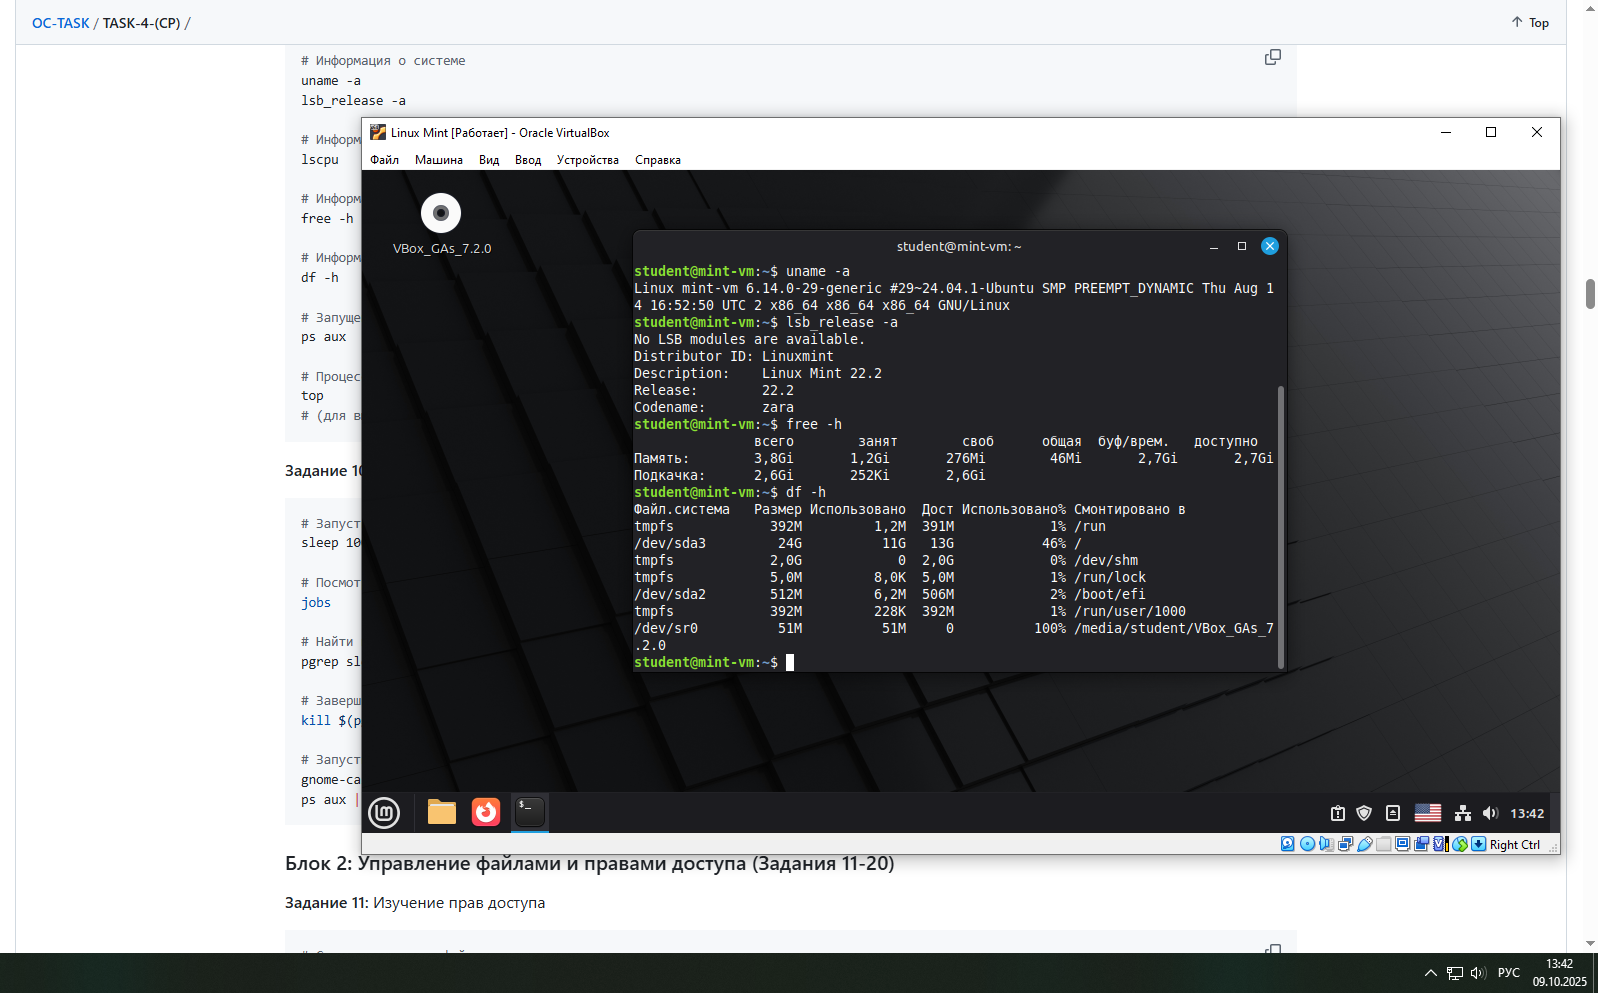 OC-TASK / TASK-4-(CP) /
Top
# Информация о системе
uname -a
lsb_release -a
# Информ
lscpu
# Информ
free -h
# Информ
df -h
# Запуще
ps aux
# Процес
top
# (для в
Задание 10
# Запуст
sleep 10
# Посмот
jobs
# Найти
pgrep sl
# Заверш
kill $(p
# Запуст
gnome-ca
ps aux |
Linux Mint [Работает] - Oracle VirtualBox
Файл Машина Вид Ввод Устройства Справка
VBox_GAs_7.2.0
student@mint-vm: ~
student@mint-vm:~$ uname -a
Linux mint-vm 6.14.0-29-generic #29~24.04.1-Ubuntu SMP PREEMPT_DYNAMIC Thu Aug 1
4 16:52:50 UTC 2 x86_64 x86_64 x86_64 GNU/Linux
student@mint-vm:~$ lsb_release -a
No LSB modules are available.
Distributor ID: Linuxmint
Description: Linux Mint 22.2
Release: 22.2
Codename: zara
student@mint-vm:~$ free -h
всего занят своб общая буф/врем. доступно
Память: 3,8Gi 1,2Gi 276Mi 46Mi 2,7Gi 2,7Gi
Подкачка: 2,6Gi 252Ki 2,6Gi
student@mint-vm:~$ df -h
Файл.система Размер Использовано Дост Использовано% Смонтировано в
tmpfs 392M 1,2M 391M 1% /run
/dev/sda3 24G 11G 13G 46% /
tmpfs 2,0G 0 2,0G 0% /dev/shm
tmpfs 5,0M 8,0K 5,0M 1% /run/lock
/dev/sda2 512M 6,2M 506M 2% /boot/efi
tmpfs 392M 228K 392M 1% /run/user/1000
/dev/sr0 51M 51M 0 100% /media/student/VBox_GAs_7
.2.0
student@mint-vm:~$
13:42
Right Ctrl
Блок 2: Управление файлами и правами доступа (Задания 11-20)
Задание 11: Изучение прав доступа
РУС
13:42
09.10.2025